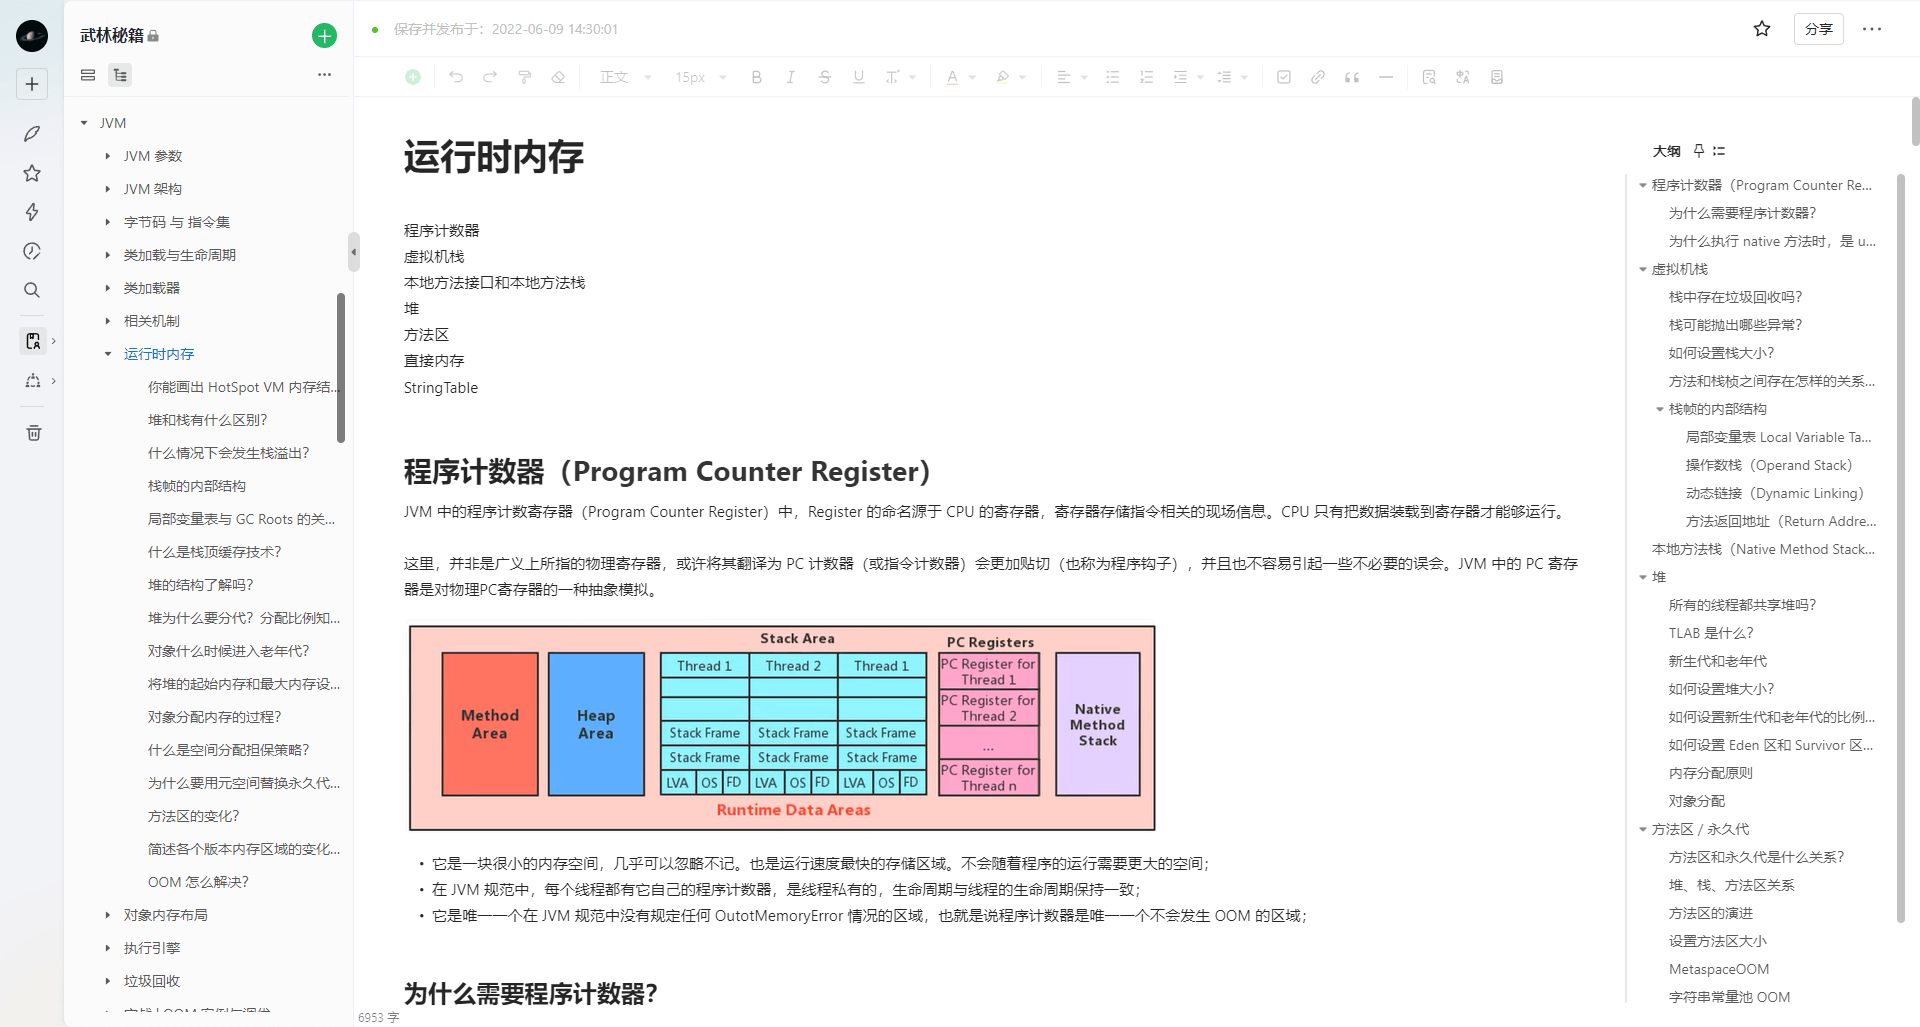 武林秘籍
JVM
JVM 参数
JVM 架构
字节码 与 指令集
类加载与生命周期
类加载器
相关机制
运行时内存
你能画出 HotSpot VM 内存结...
堆和栈有什么区别?
什么情况下会发生栈溢出?
栈帧的内部结构
局部变量表与 GC Roots 的关...
什么是栈顶缓存技术?
堆的结构了解吗?
堆为什么要分代? 分配比例知...
对象什么时候进入老年代?
将堆的起始内存和最大内存设...
对象分配内存的过程?
什么是空间分配担保策略?
为什么要用元空间替换永久代...
方法区的变化?
简述各个版本内存区域的变化...
OOM 怎么解决?
对象内存布局
执行引擎
垃圾回收
保存并发布于: 2022-06-09 14:30:01
分享
正文
15px
运行时内存
程序计数器
虚拟机栈
本地方法接口和本地方法栈
堆
方法区
直接内存
StringTable
程序计数器（Program Counter Register）
JVM 中的程序计数寄存器（Program Counter Register）中，Register 的命名源于 CPU 的寄存器，寄存器存储指令相关的现场信息。CPU 只有把数据装载到寄存器才能够运行。
这里，并非是广义上所指的物理寄存器，或许将其翻译为 PC 计数器（或指令计数器）会更加贴切（也称为程序钩子），并且也不容易引起一些不必要的误会。JVM 中的 PC 寄存
器是对物理PC寄存器的一种抽象模拟。
Stack Area
PC Registers
Method Area
Heap Area
Thread 1
Thread 2
Thread 1
Stack Frame
Stack Frame
Stack Frame
Stack Frame
Stack Frame
Stack Frame
LVA OS FD LVA OS FD LVA OS FD
PC Register for Thread 1
PC Register for Thread 2
...
PC Register for Thread n
Native Method Stack
Runtime Data Areas
• 它是一块很小的内存空间，几乎可以忽略不记。也是运行速度最快的存储区域。不会随着程序的运行需要更大的空间；
• 在 JVM 规范中，每个线程都有它自己的程序计数器，是线程私有的，生命周期与线程的生命周期保持一致；
• 它是唯一一个在 JVM 规范中没有规定任何 OutotMemoryError 情况的区域，也就是说程序计数器是唯一一个不会发生 OOM 的区域；
为什么需要程序计数器?
6953 字
大纲
程序计数器（Program Counter Re...
为什么需要程序计数器?
为什么执行 native 方法时，是 u...
虚拟机栈
栈中存在垃圾回收吗?
栈可能抛出哪些异常?
如何设置栈大小?
方法和栈桢之间存在怎样的关系...
栈帧的内部结构
局部变量表 Local Variable Ta...
操作数栈（Operand Stack）
动态链接（Dynamic Linking）
方法返回地址（Return Addre...
本地方法栈（Native Method Stack...
堆
所有的线程都共享堆吗?
TLAB 是什么?
新生代和老年代
如何设置堆大小?
如何设置新生代和老年代的比例...
如何设置 Eden 区和 Survivor 区...
内存分配原则
对象分配
方法区 / 永久代
方法区和永久代是什么关系?
堆、栈、方法区关系
方法区的演进
设置方法区大小
MetaspaceOOM
字符串常量池 OOM